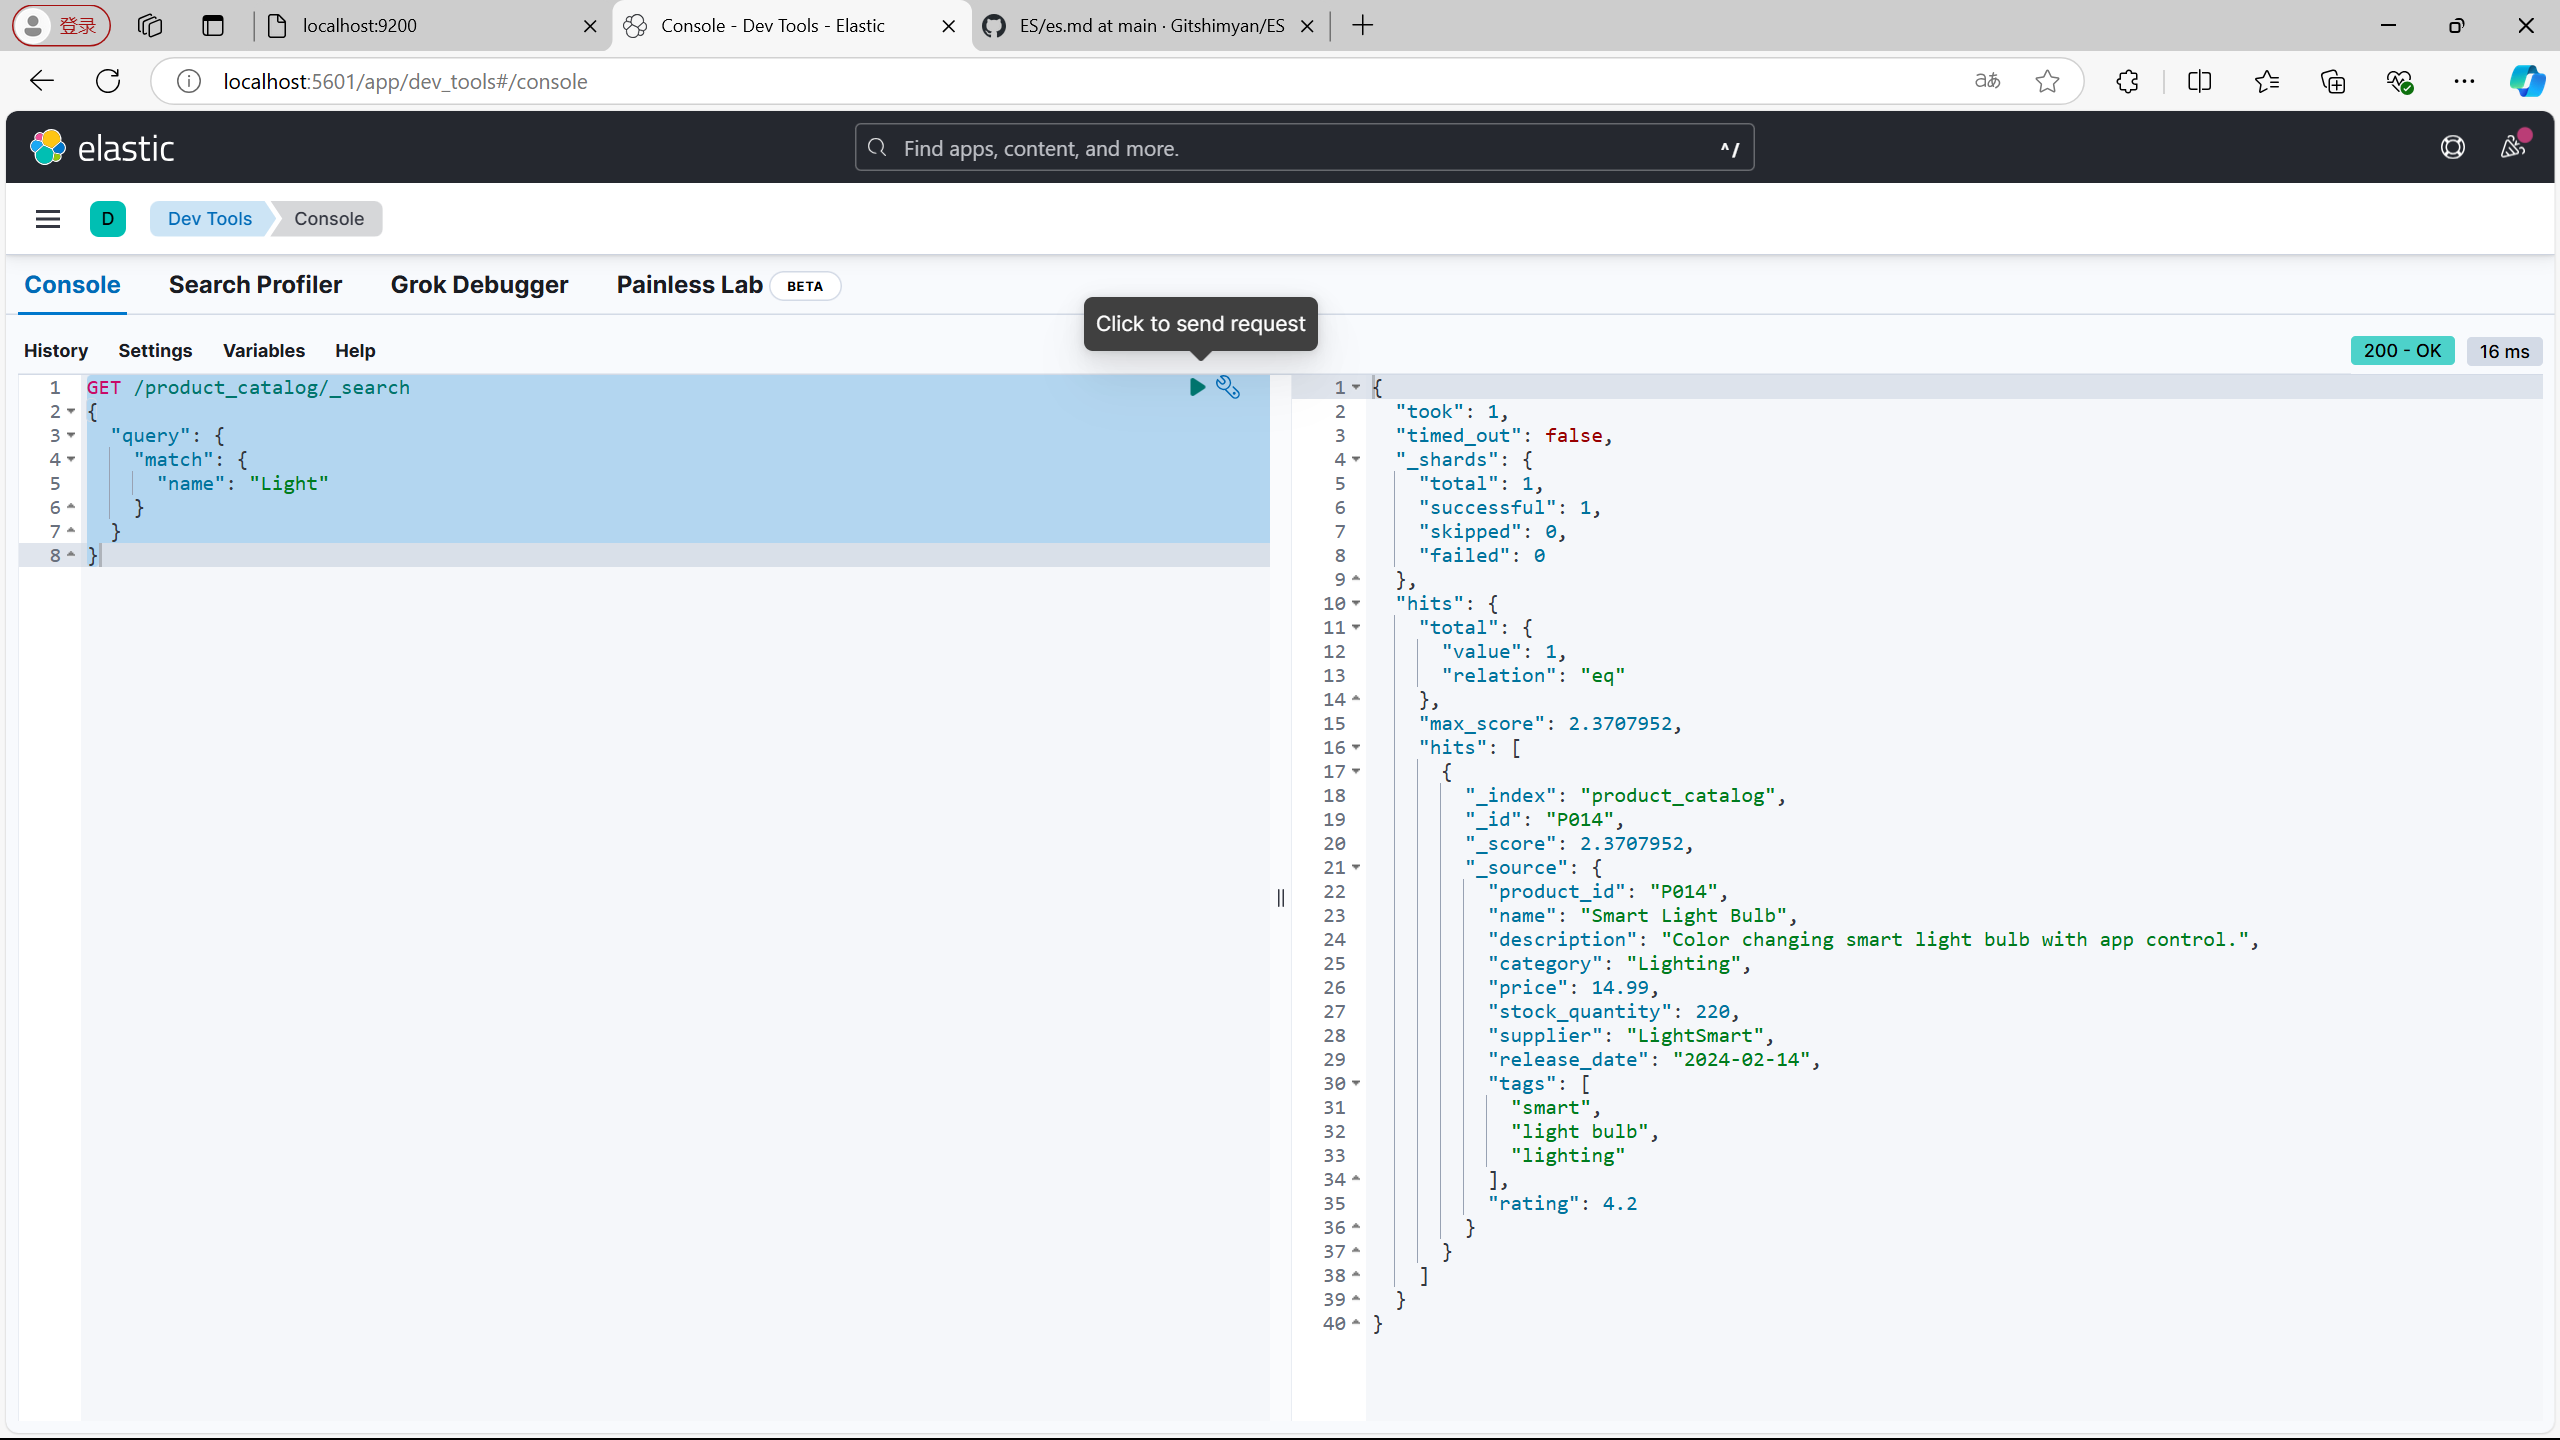 登录
localhost:9200
Console - Dev Tools - Elastic
ES/es.md at main · Gitshimyan/ES
localhost:5601/app/dev_tools#/console
aあ
elastic
Find apps, content, and more.
^/
D
Dev Tools
Console
Console
Search Profiler
Grok Debugger
Painless Lab
BETA
Click to send request
History
Settings
Variables
Help
200 - OK
16 ms
1 GET /product_catalog/_search
2 {
3 "query": {
4 "match": {
5 "name": "Light"
6 }
7 }
8 }
1 {
2 "took": 1,
3 "timed_out": false,
4 "_shards": {
5 "total": 1,
6 "successful": 1,
7 "skipped": 0,
8 "failed": 0
9 },
10 "hits": {
11 "total": {
12 "value": 1,
13 "relation": "eq"
14 },
15 "max_score": 2.3707952,
16 "hits": [
17 {
18 "_index": "product_catalog",
19 "_id": "P014",
20 "_score": 2.3707952,
21 "_source": {
22 "product_id": "P014",
23 "name": "Smart Light Bulb",
24 "description": "Color changing smart light bulb with app control.",
25 "category": "Lighting",
26 "price": 14.99,
27 "stock_quantity": 220,
28 "supplier": "LightSmart",
29 "release_date": "2024-02-14",
30 "tags": [
31 "smart",
32 "light bulb",
33 "lighting"
34 ],
35 "rating": 4.2
36 }
37 }
38 ]
39 }
40 }